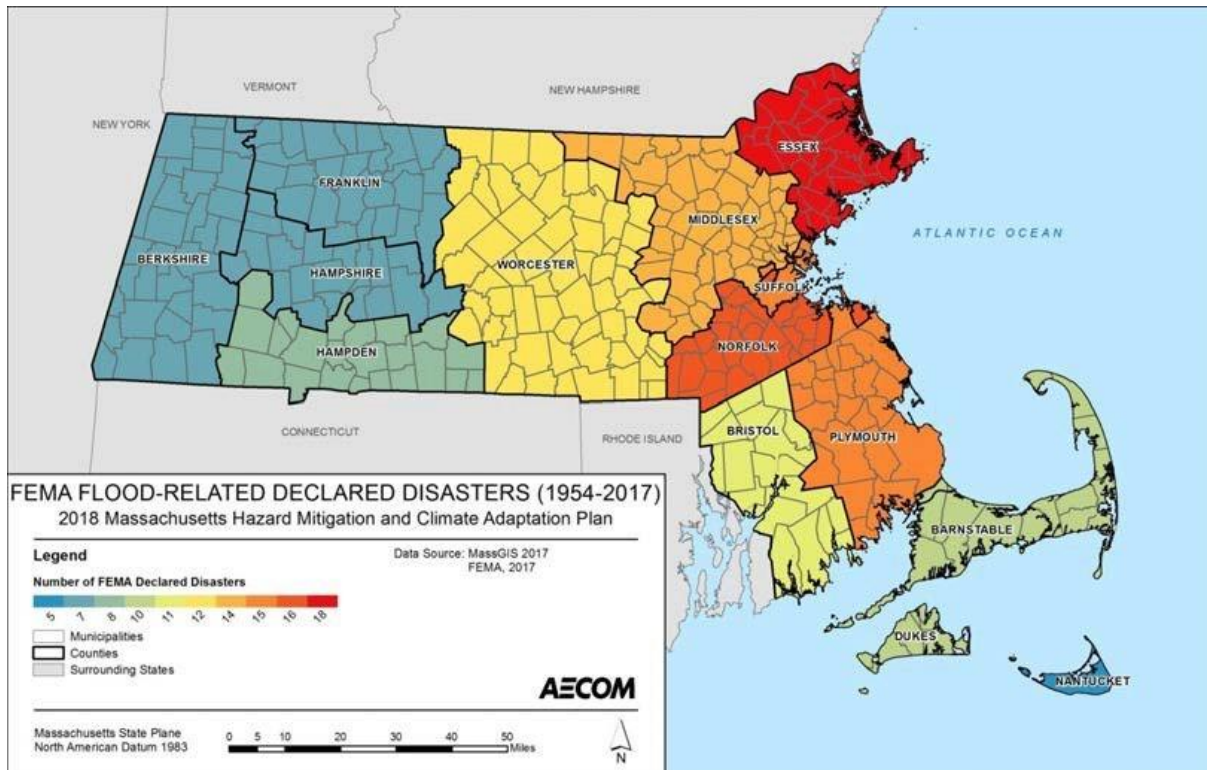 VERMONT
NEW HAMPSHIRE
NEW YORK
ESSEX
FRANKLIN
MIDDLESEX
ATLANTIC OCEAN
BERKSHIRE
HAMPSHIRE
WORCESTER
SUFFOLK
HAMPDEN
NORFOLK
CONNECTICUT
RHODE ISLAND
BRISTOL
PLYMOUTH
BARNSTABLE
DUKES
NANTUCKET
FEMA FLOOD-RELATED DECLARED DISASTERS (1954-2017)
2018 Massachusetts Hazard Mitigation and Climate Adaptation Plan
Legend
Data Source: MassGIS 2017
FEMA, 2017
Number of FEMA Declared Disasters
5 7 8 10 11 12 14 15 16 18
Municipalities
Counties
Surrounding States
AECOM
Massachusetts State Plane
North American Datum 1983
0 5 10 20 30 40 50
Miles
N